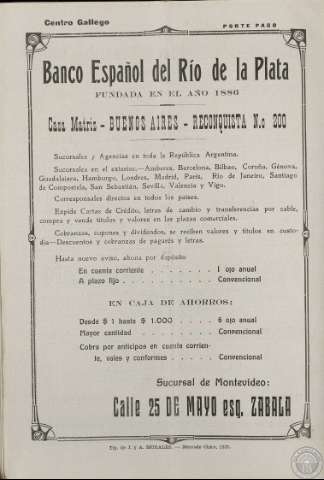 Centro Gallego
PORTE PAGO
Banco Español del Río de la Plata
FUNDADA EN EL AÑO 1886
Casa Matriz - BUENOS AIRES - RECONQUISTA N.o 200
Sucursales y Agencias en toda la República Argentina.
Sucursales en el exterior.—Amberes, Barcelona, Bilbao, Coruña, Génova,
Guadalajara, Hamburgo, Londres, Madrid, París, Río de Janeiro, Santiago
de Compostela, San Sebastián, Sevilla, Valencia y Vigo.
Corresponsales directos en todos los países.
Expide Cartas de Crédito, letras de cambio y transferencias por cable,
compra y vende títulos y valores en las plazas comerciales.
Cobranzas, cupones y dividendos, se reciben valores y títulos en custo-
dia—Descuentos y cobranzas de pagarés y letras.
Hasta nuevo aviso, abona por depósito
En cuenta corriente . . . . . . . 1 o|o anual
A plazo fijo . . . . . . . . . Convencional
EN CAJA DE AHORROS:
Desde $ 1 hasta $ 1.000 . . . . 6 o|o anual
Mayor cantidad . . . . . . . Convencional
Cobra por anticipos en cuenta corrien-
te, vales y conformes . . . . . Convencional
Sucursal de Montevideo:
Calle 25 DE MAYO esq. ZABALA
Tip. de J. y A. MORALES. — Mercado Chico,